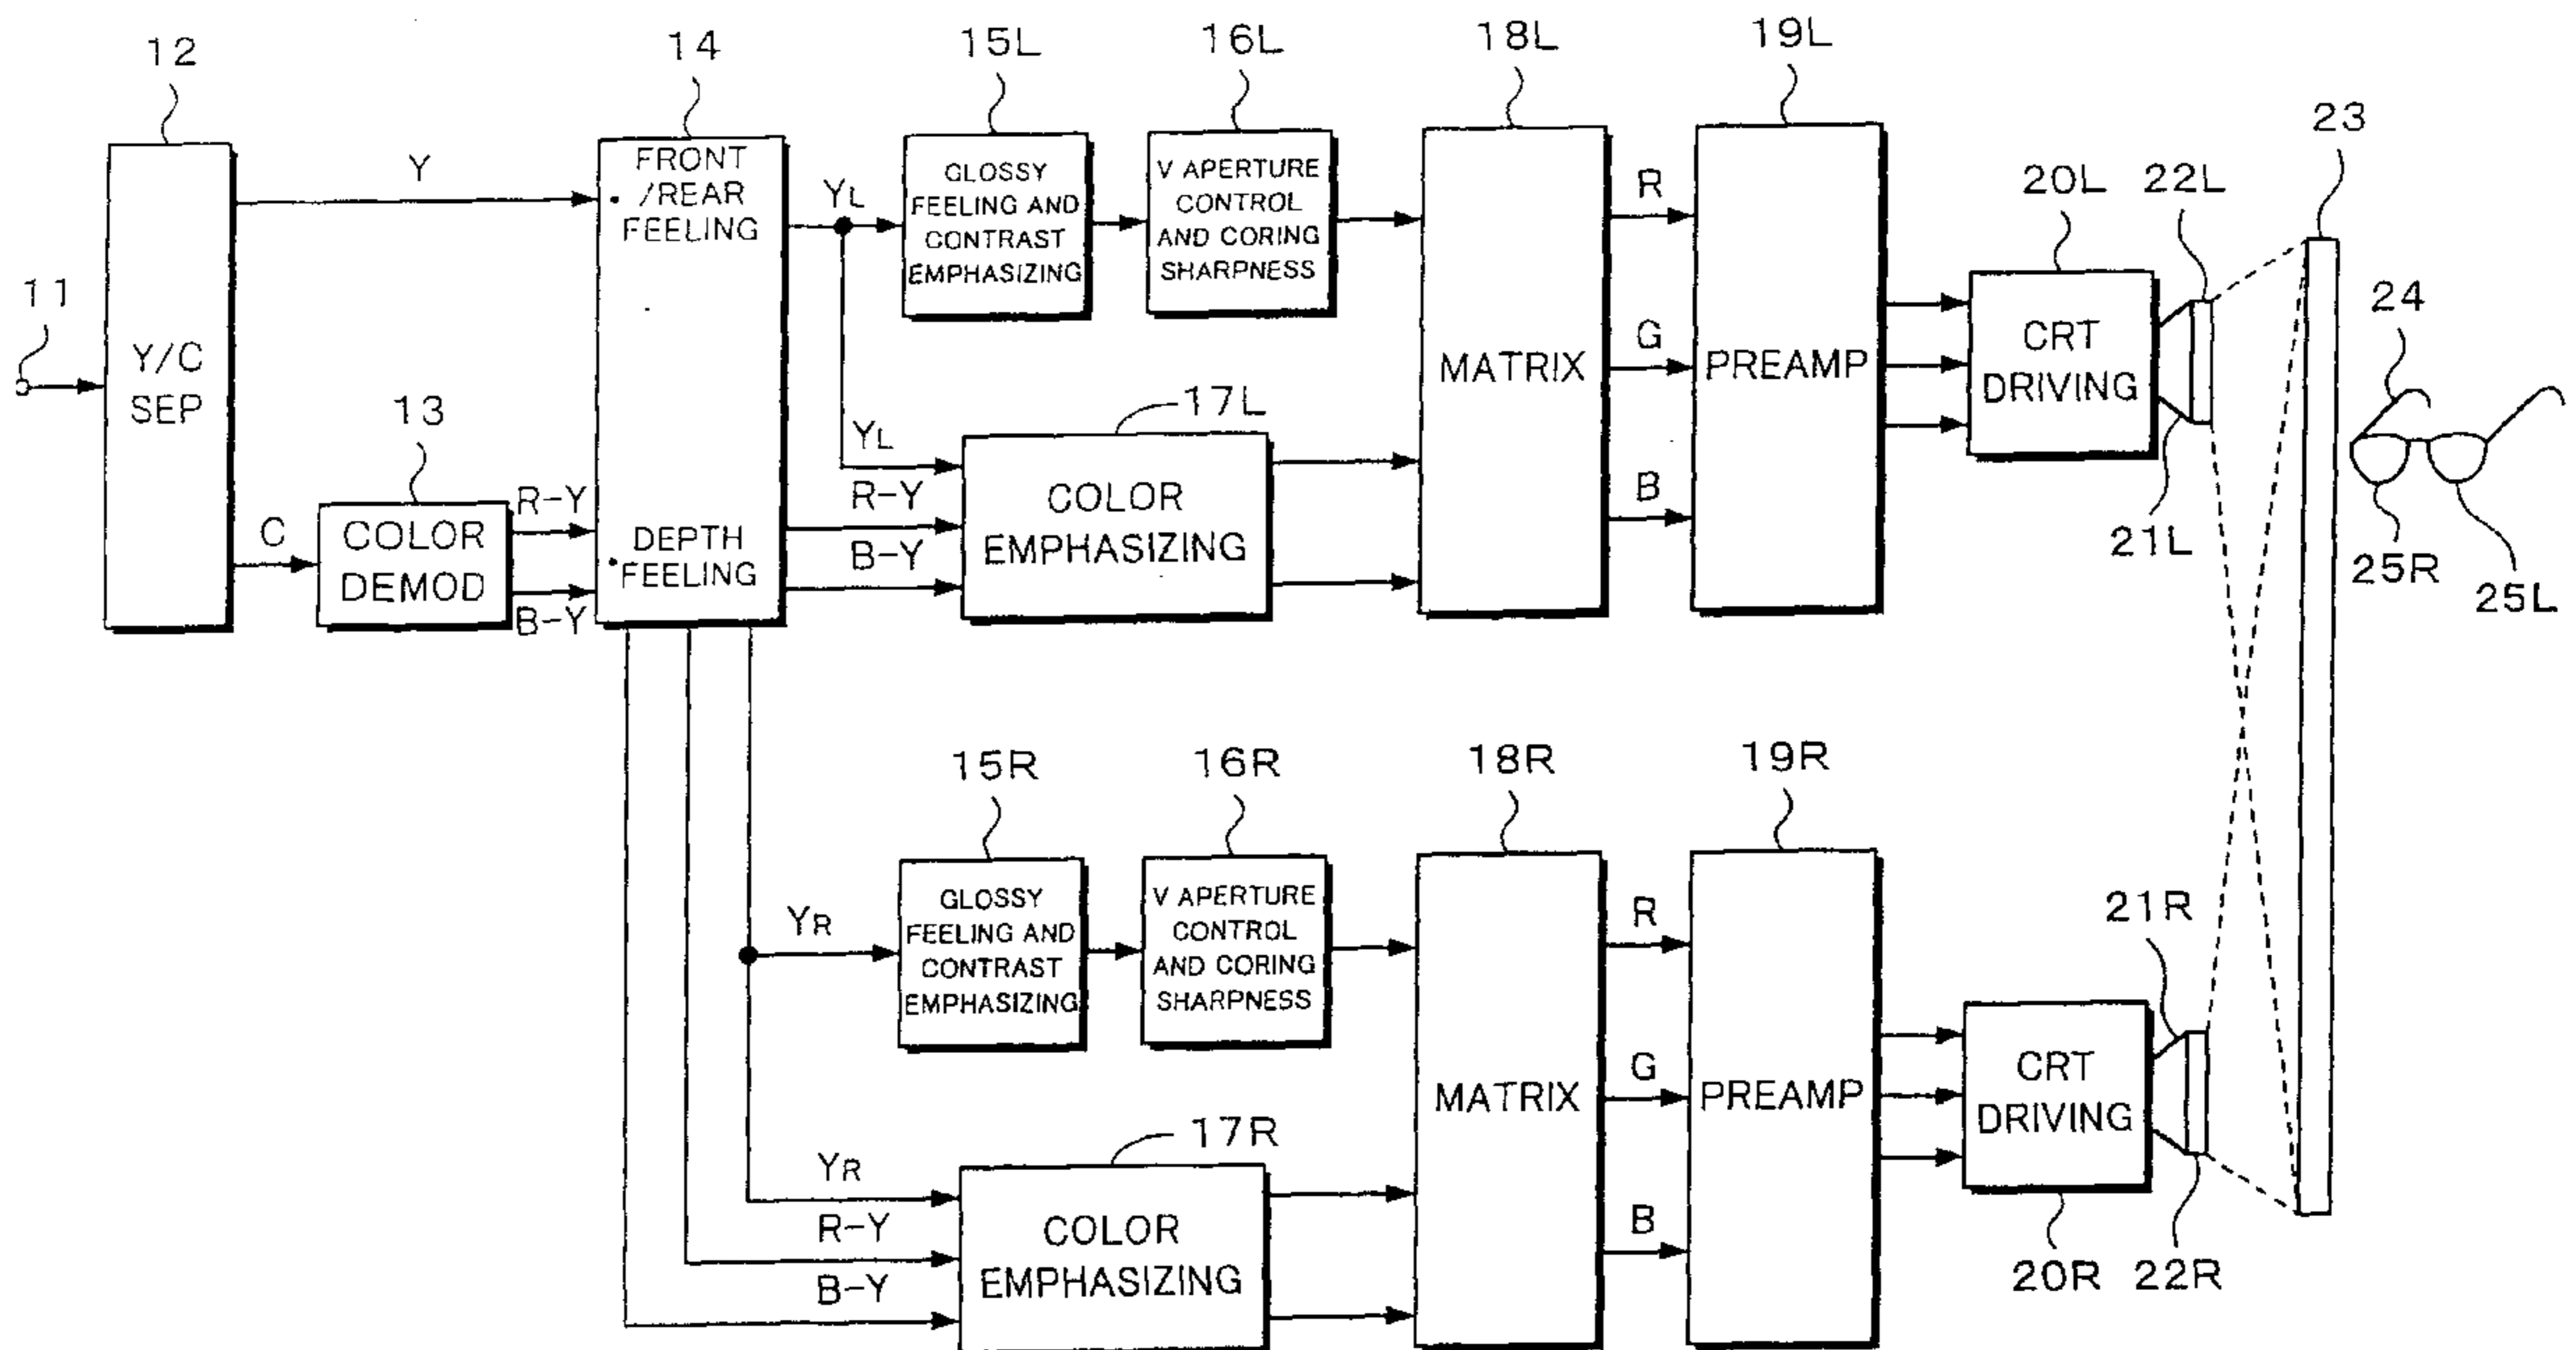 12
14
15L
16L
18L
19L
23
11
Y/C
SEP
Y
C
13
COLOR
DEMOD
R-Y
B-Y
FRONT
/REAR
FEELING
DEPTH
FEELING
YL
GLOSSY
FEELING AND
CONTRAST
EMPHASIZING
V APERTURE
CONTROL
AND CORING
SHARPNESS
YL
R-Y
B-Y
17L
COLOR
EMPHASIZING
MATRIX
R
G
B
PREAMP
20L
22L
CRT
DRIVING
21L
24
25R
25L
15R
16R
18R
19R
YR
GLOSSY
FEELING AND
CONTRAST
EMPHASIZING
V APERTURE
CONTROL
AND CORING
SHARPNESS
YR
R-Y
B-Y
17R
COLOR
EMPHASIZING
MATRIX
R
G
B
PREAMP
21R
CRT
DRIVING
20R
22R